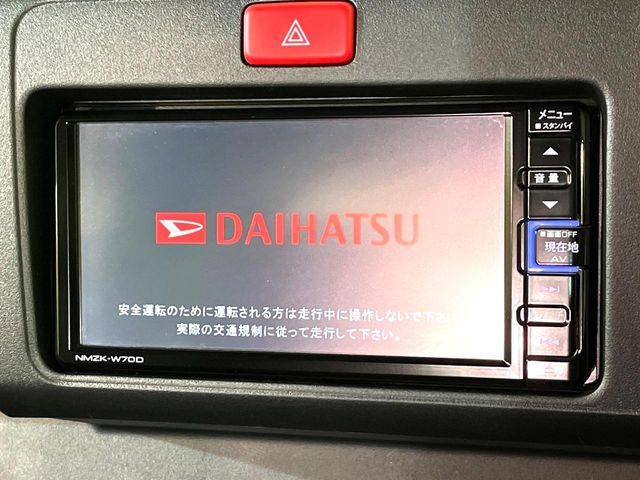 メニュー
スタンバイ
音量
画面OFF
現在地
AV
DAIHATSU
安全運転のために運転される方は走行中に操作しないで下さい
実際の交通規制に従って走行して下さい。
NMZK-W70D